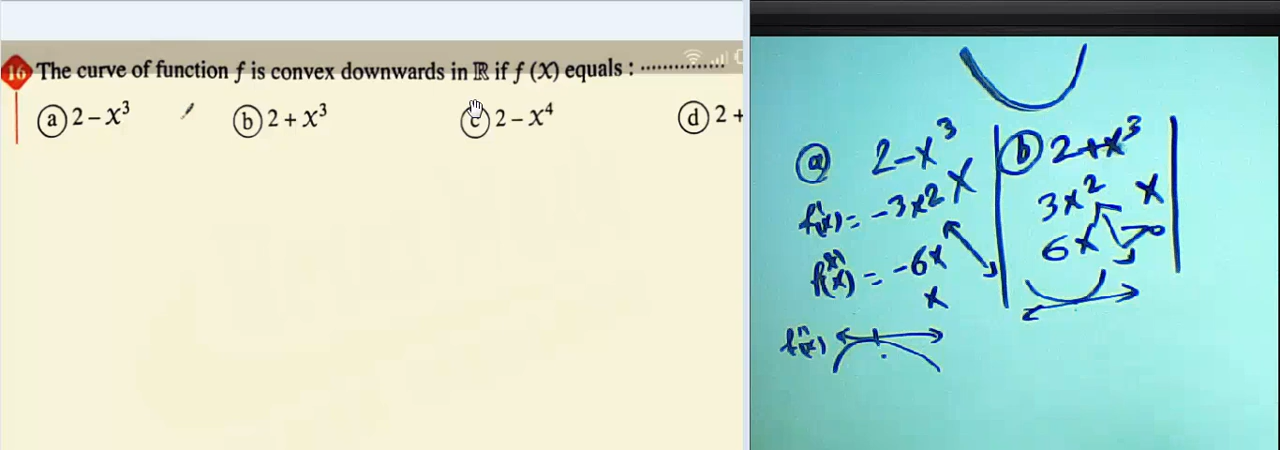 16 The curve of function f is convex downwards in ℝ if f (X) equals : ..............
a 2 – X³ b 2 + X³ c 2 – X⁴ d 2 +
a 2-x³ X
f'(x) = -3x²
f''(x) = -6x
x
f''(x)
b 2+x³
3x² X
6x